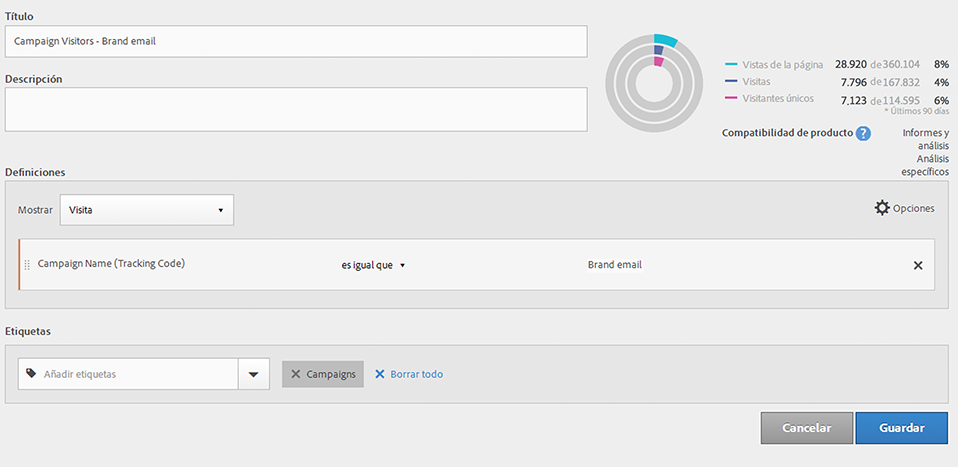 Título
Campaign Visitors - Brand email
Descripción
Vistas de la página 28.920 de 360.104 8%
Visitas 7.796 de 167.832 4%
Visitantes únicos 7,123 de 114.595 6%
* Últimos 90 días
Compatibilidad de producto ? Informes y
análisis
Análisis
específicos
Definiciones
Mostrar Visita Opciones
Campaign Name (Tracking Code) es igual que Brand email
Etiquetas
Añadir etiquetas Campaigns Borrar todo
Cancelar Guardar